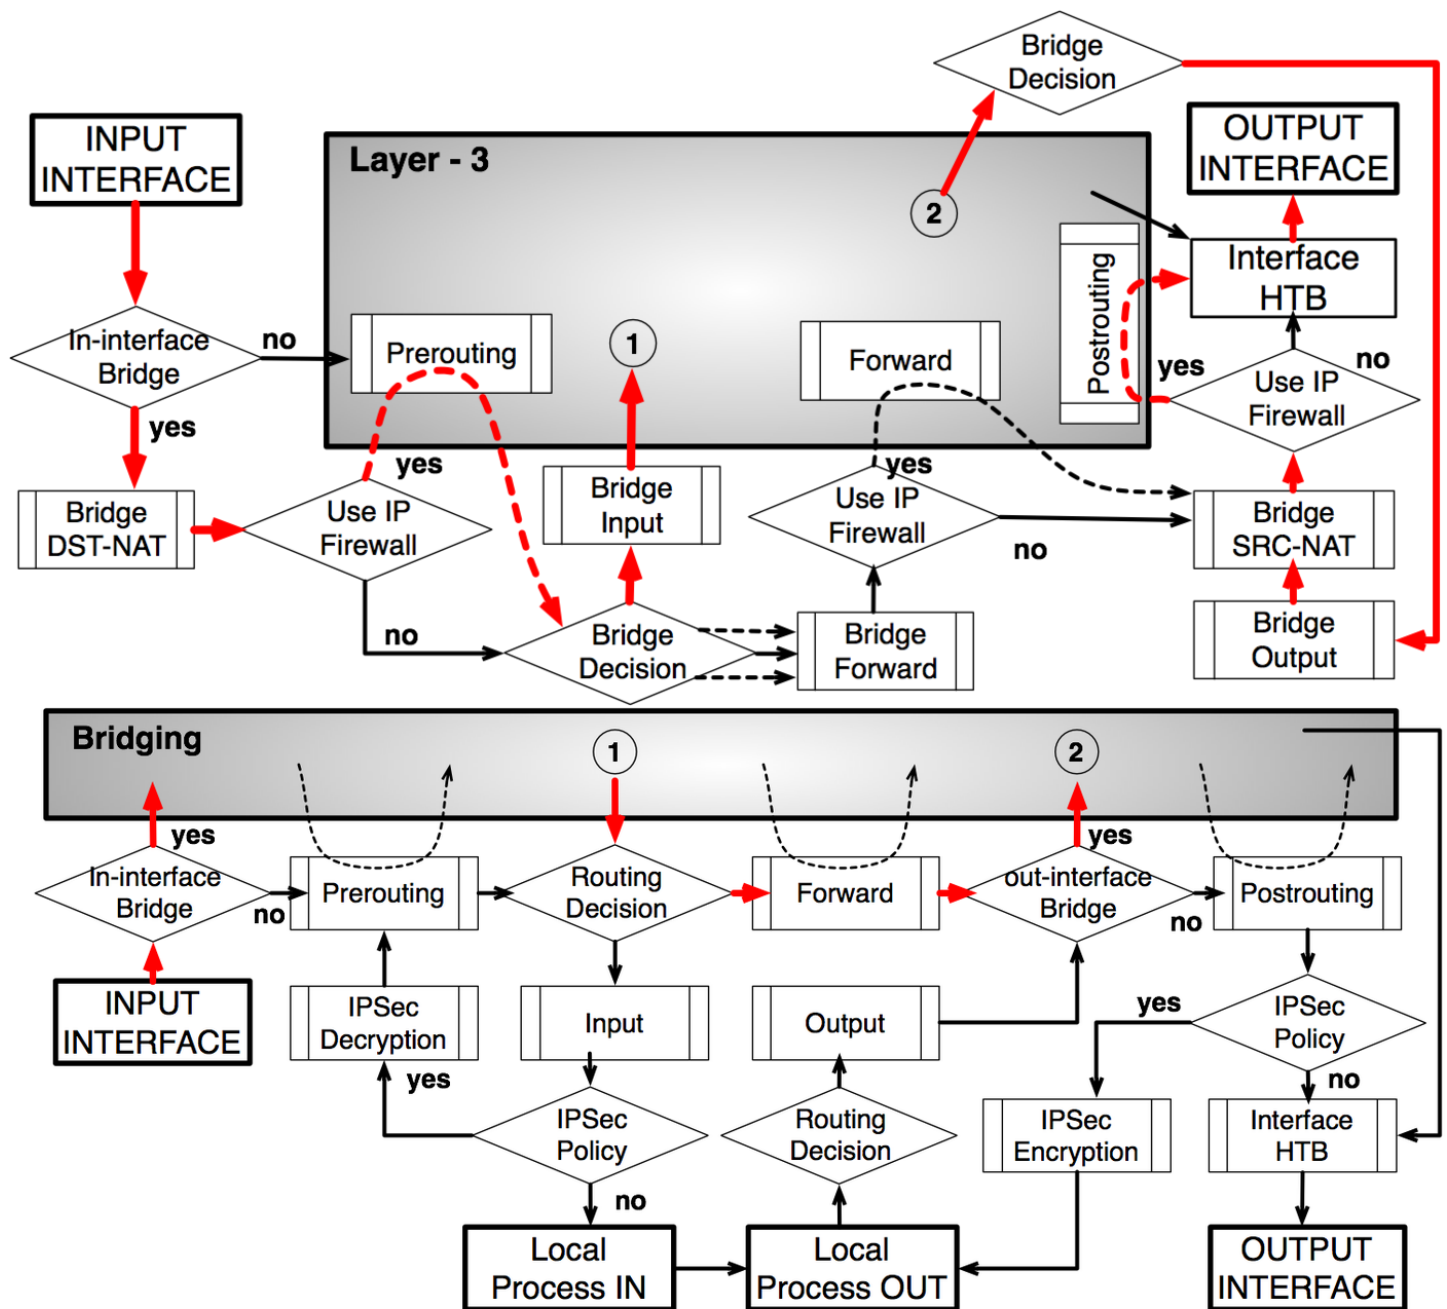 Bridge
Decision
INPUT
INTERFACE
OUTPUT
INTERFACE
Layer - 3
2
Postrouting
Interface
HTB
In-interface
Bridge
no
Prerouting
1
Forward
yes
no
Use IP
Firewall
yes
yes
yes
Bridge
DST-NAT
Use IP
Firewall
Bridge
Input
Use IP
Firewall
no
Bridge
SRC-NAT
no
Bridge
Decision
Bridge
Forward
Bridge
Output
Bridging
1
2
yes
yes
In-interface
Bridge
no
Prerouting
Routing
Decision
Forward
out-interface
Bridge
no
Postrouting
INPUT
INTERFACE
IPSec
Decryption
Input
Output
yes
IPSec
Policy
yes
no
IPSec
Policy
Routing
Decision
IPSec
Encryption
Interface
HTB
no
Local
Process IN
Local
Process OUT
OUTPUT
INTERFACE